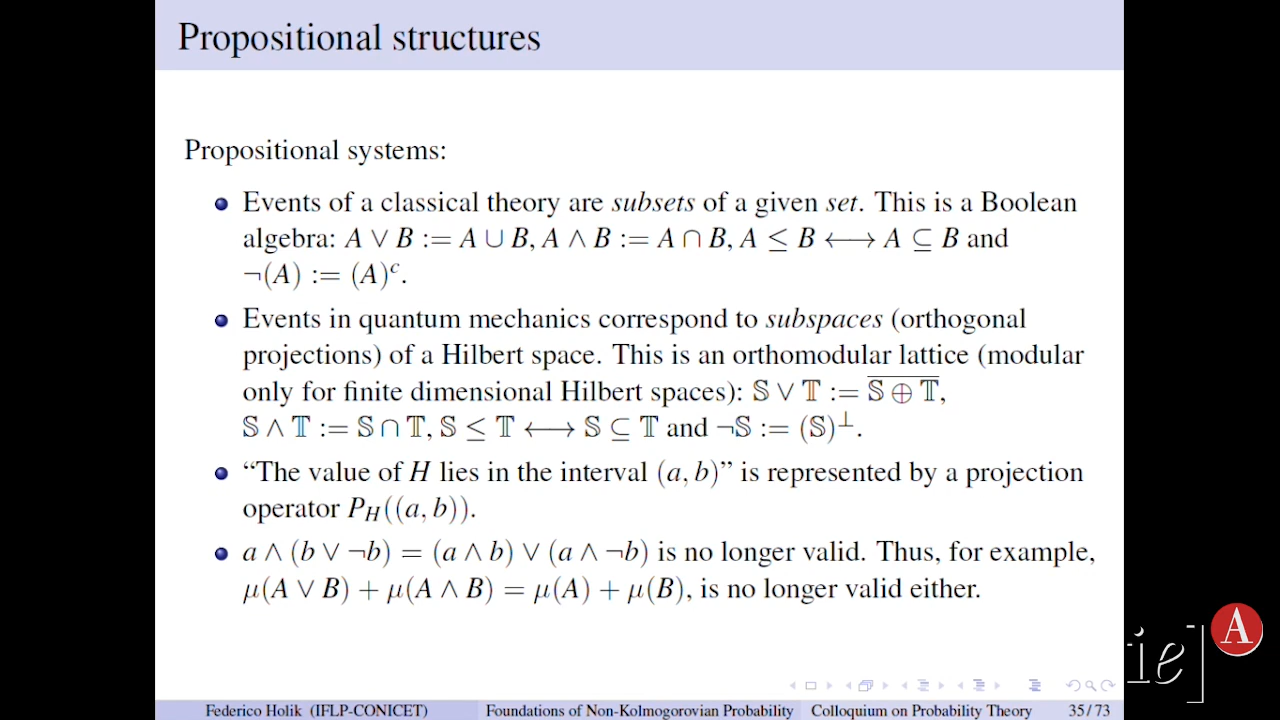 Propositional structures
Propositional systems:
Events of a classical theory are subsets of a given set. This is a Boolean
algebra: A ∨ B := A ∪ B, A ∧ B := A ∩ B, A ≤ B ⟷ A ⊆ B and
¬(A) := (A)ᶜ.
Events in quantum mechanics correspond to subspaces (orthogonal
projections) of a Hilbert space. This is an orthomodular lattice (modular
only for finite dimensional Hilbert spaces): 𝕊 ∨ 𝕋 := \overline{𝕊 ⊕ 𝕋},
𝕊 ∧ 𝕋 := 𝕊 ∩ 𝕋, 𝕊 ≤ 𝕋 ⟷ 𝕊 ⊆ 𝕋 and ¬𝕊 := (𝕊)^⊥.
“The value of H lies in the interval (a, b)” is represented by a projection
operator P_H((a, b)).
a ∧ (b ∨ ¬b) = (a ∧ b) ∨ (a ∧ ¬b) is no longer valid. Thus, for example,
μ(A ∨ B) + μ(A ∧ B) = μ(A) + μ(B), is no longer valid either.
ie] A
Federico Holik (IFLP-CONICET) Foundations of Non-Kolmogorovian Probability Colloquium on Probability Theory 35 / 73